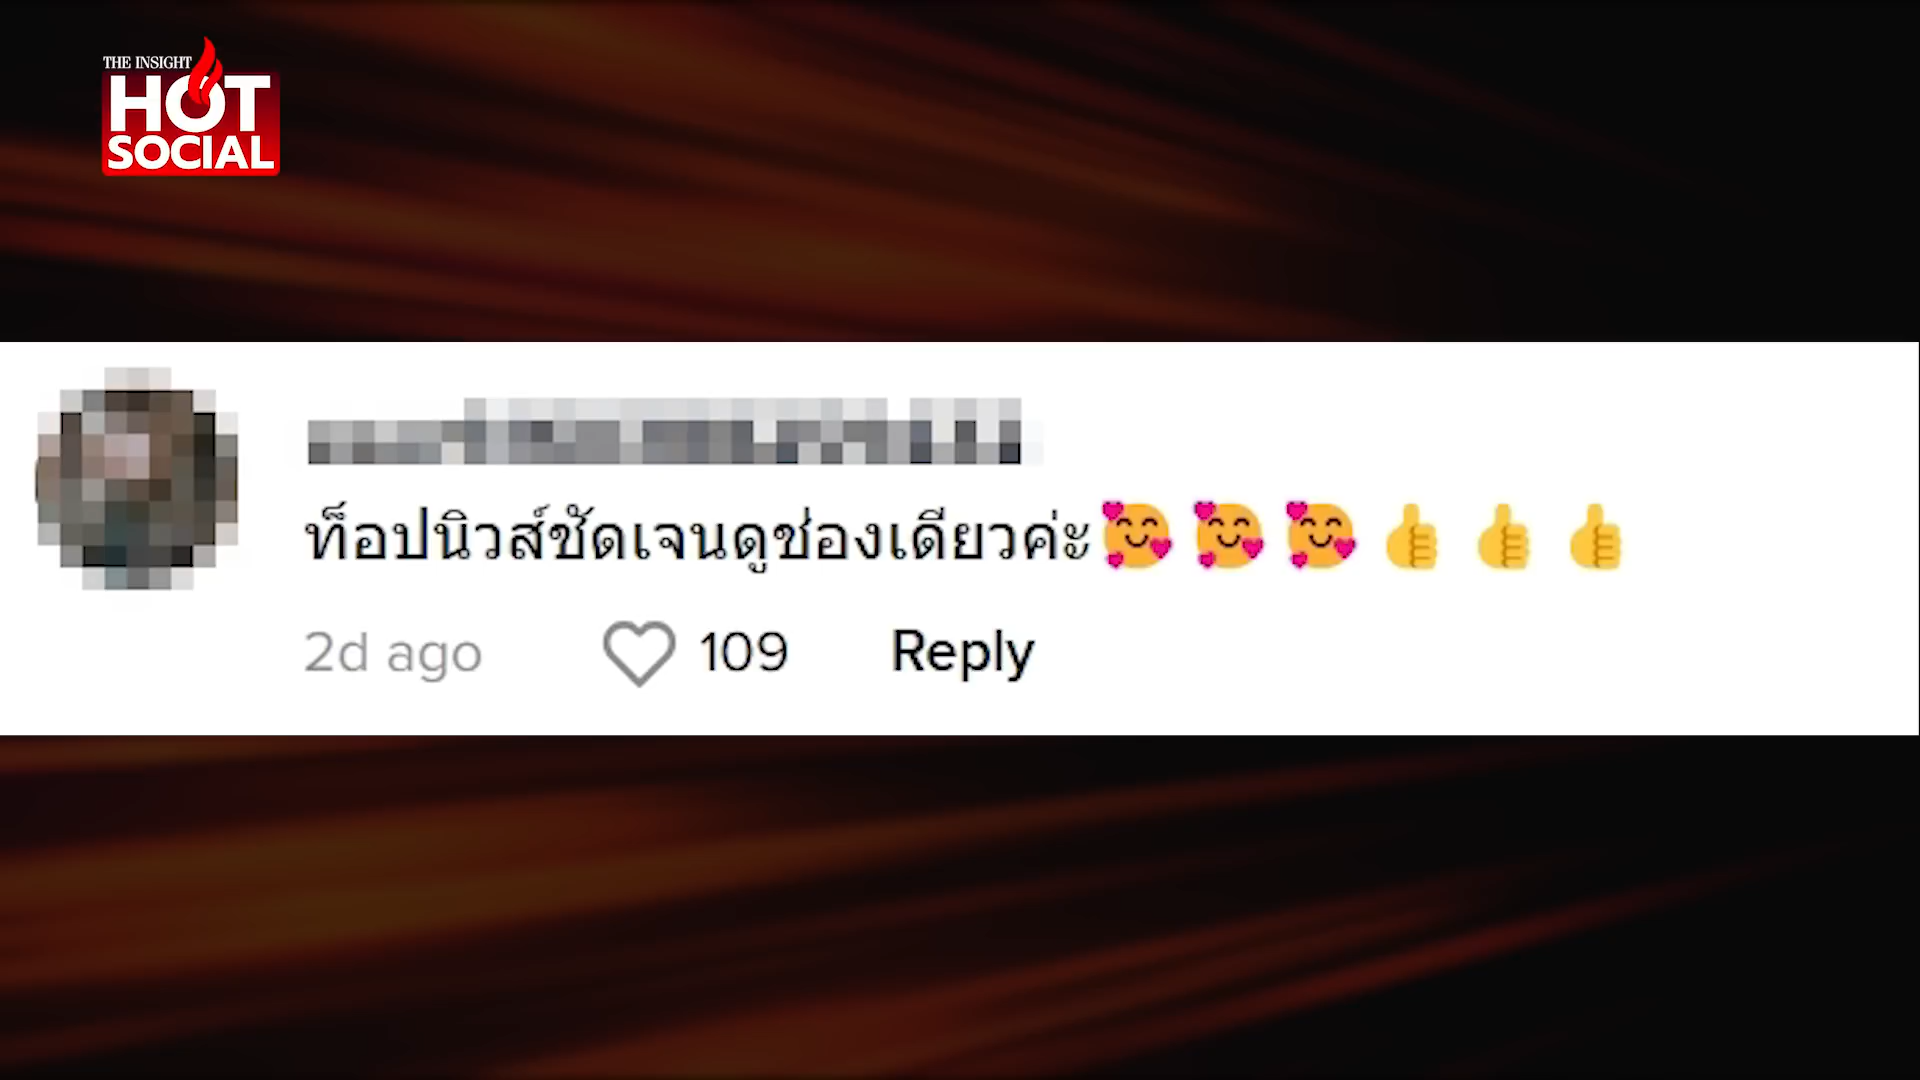 THE INSIGHT
HOT
SOCIAL
ท็อปนิวส์ชัดเจนดูช่องเดียวค่ะ🥰🥰🥰👍👍👍
2d ago 109 Reply